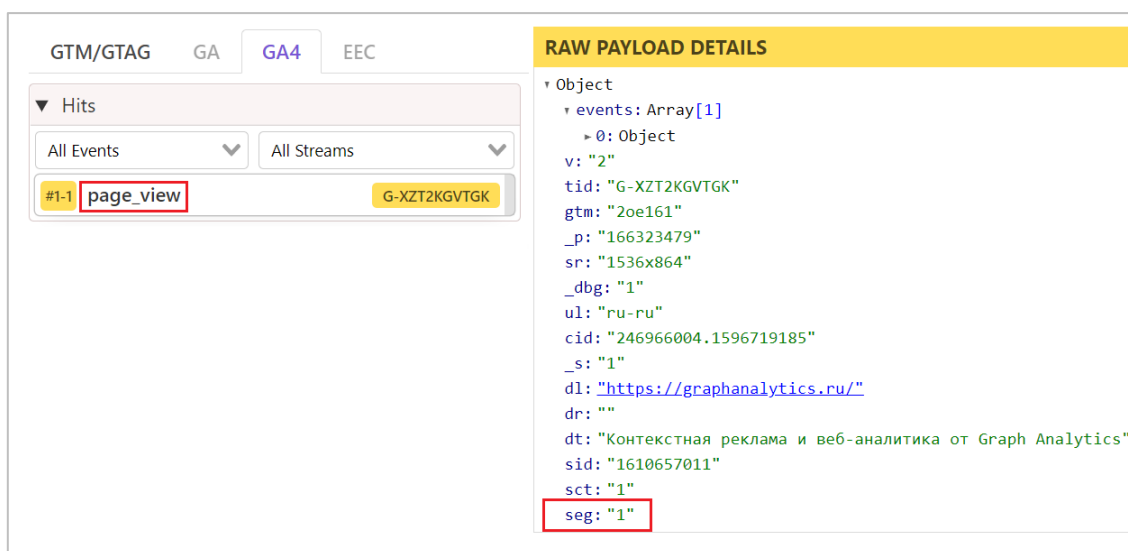 GTM/GTAG GA GA4 EEC
▼ Hits
All Events All Streams
#1-1 page_view G-XZT2KGVTGK
RAW PAYLOAD DETAILS
▾ Object
▾ events: Array[1]
▸ 0: Object
v: "2"
tid: "G-XZT2KGVTGK"
gtm: "2oe161"
_p: "166323479"
sr: "1536x864"
_dbg: "1"
ul: "ru-ru"
cid: "246966004.1596719185"
_s: "1"
dl: "https://graphanalytics.ru/"
dr: ""
dt: "Контекстная реклама и веб-аналитика от Graph Analytics"
sid: "1610657011"
sct: "1"
seg: "1"